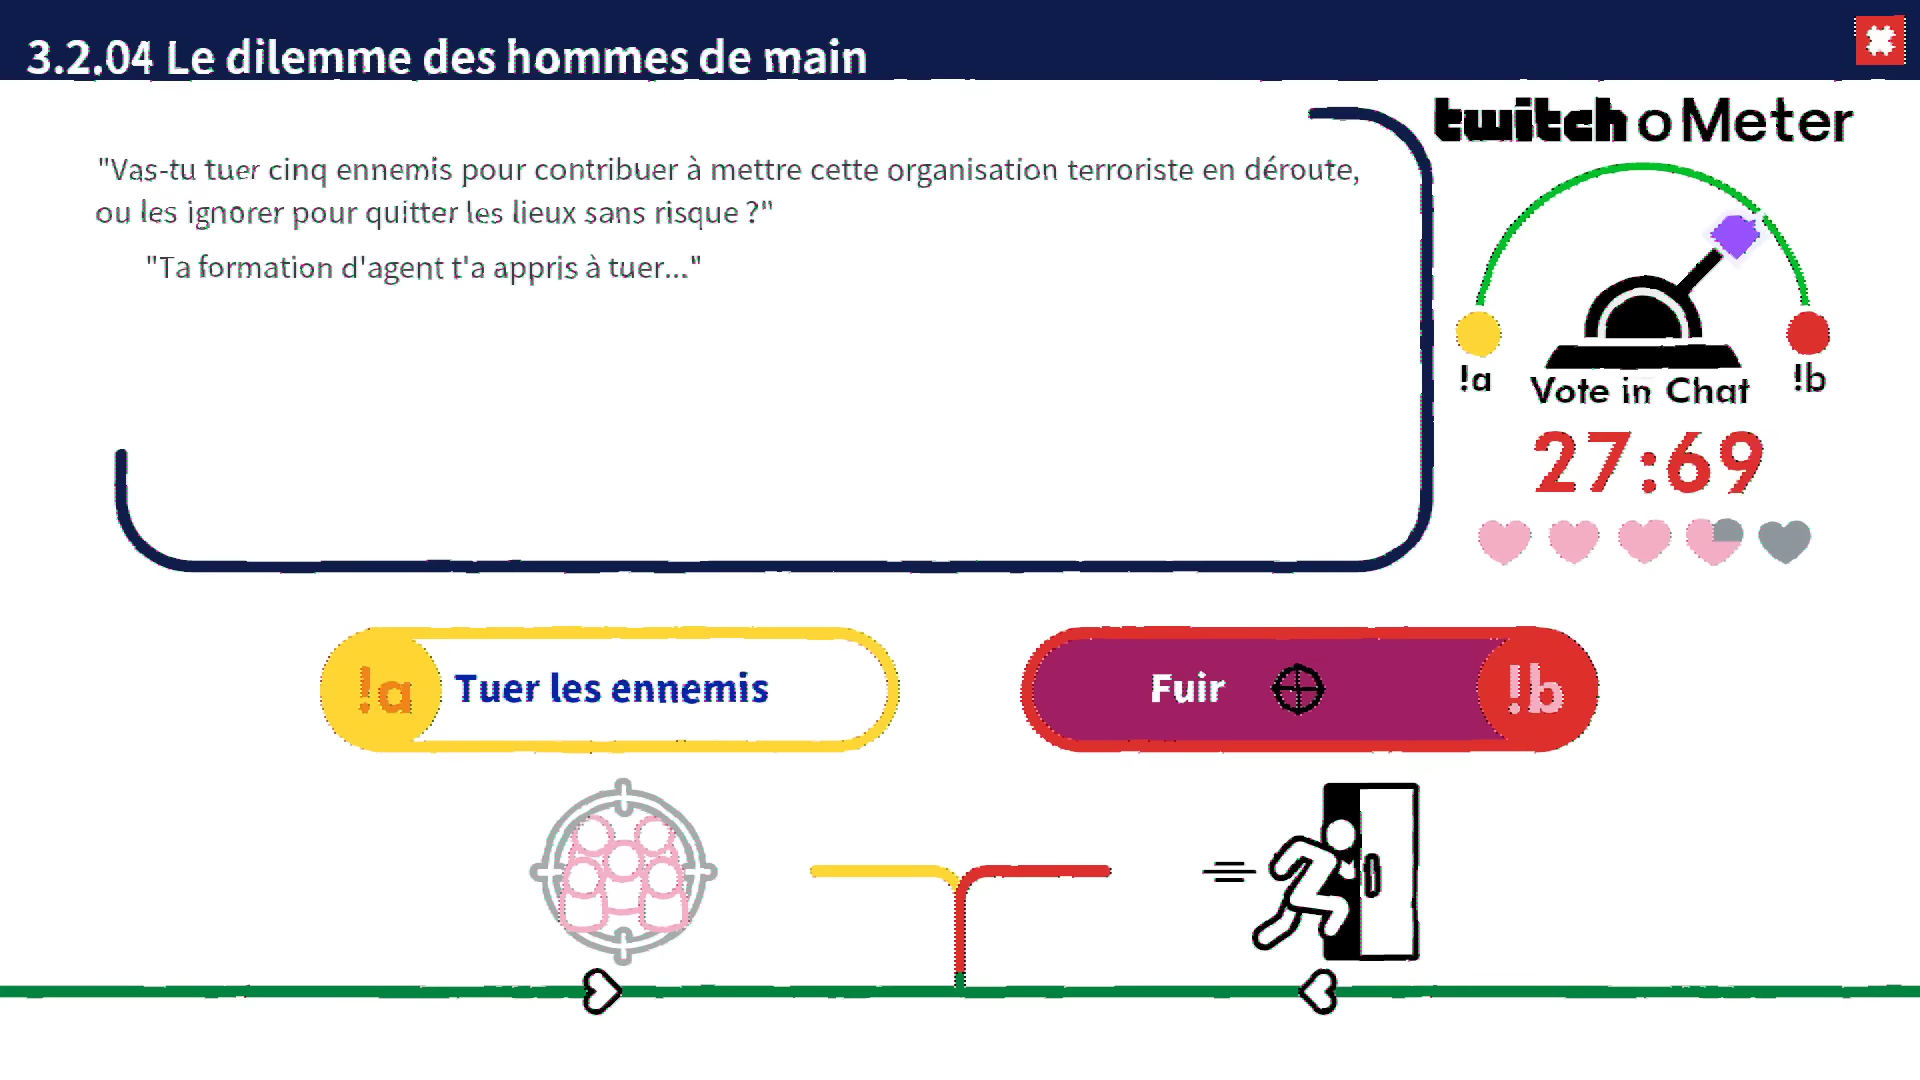 3.2.04 Le dilemme des hommes de main
"Vas-tu tuer cinq ennemis pour contribuer à mettre cette organisation terroriste en déroute,
ou les ignorer pour quitter les lieux sans risque ?"
"Ta formation d'agent t'a appris à tuer..."
twitch o Meter
!a
Vote in Chat
!b
27:69
!a Tuer les ennemis
Fuir !b